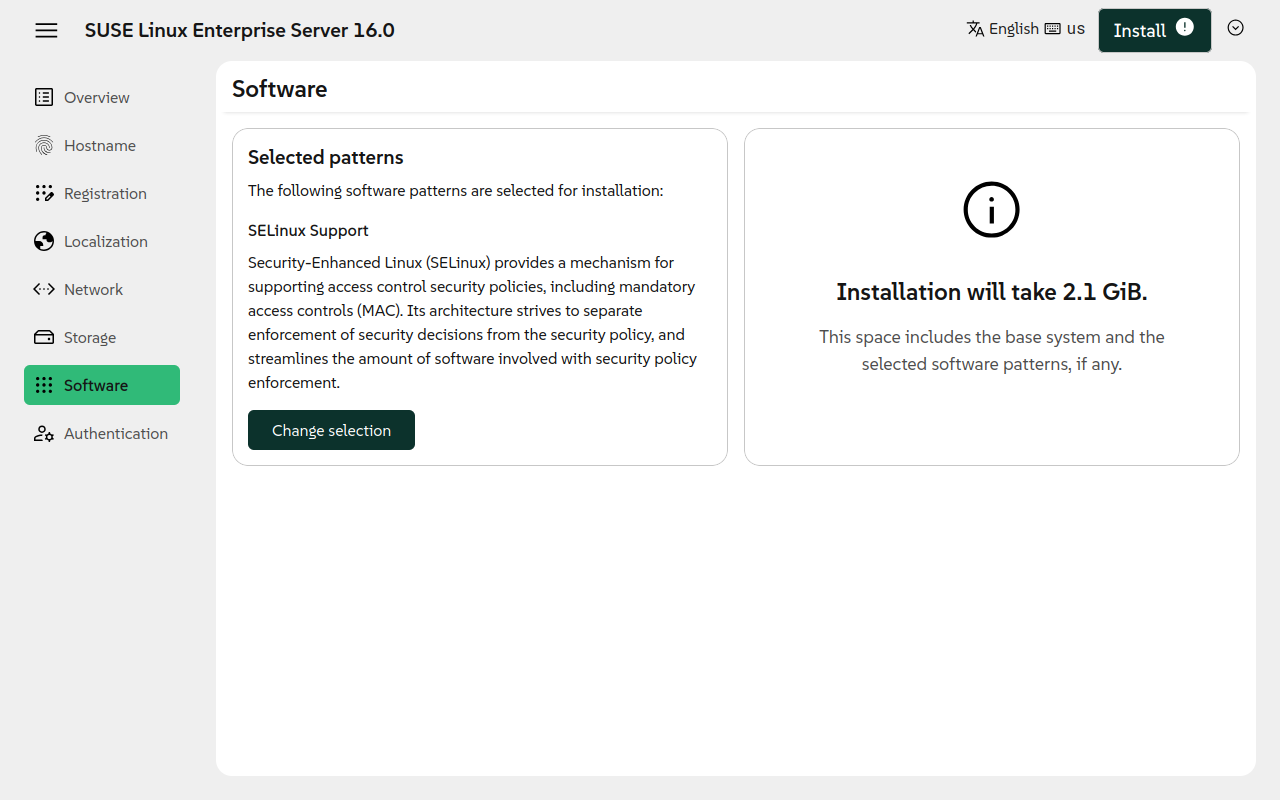 SUSE Linux Enterprise Server 16.0
English us
Install
Overview
Hostname
Registration
Localization
Network
Storage
Software
Authentication
Software
Selected patterns
The following software patterns are selected for installation:
SELinux Support
Security-Enhanced Linux (SELinux) provides a mechanism for
supporting access control security policies, including mandatory
access controls (MAC). Its architecture strives to separate
enforcement of security decisions from the security policy, and
streamlines the amount of software involved with security policy
enforcement.
Change selection
Installation will take 2.1 GiB.
This space includes the base system and the
selected software patterns, if any.